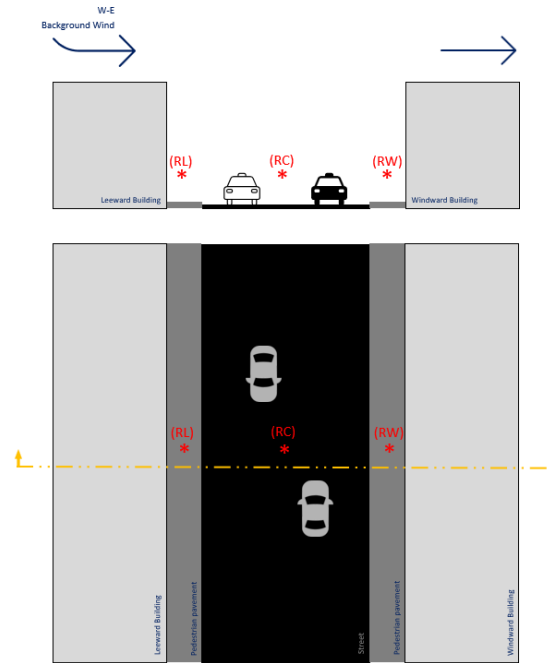 W-E
Background Wind
(RL)
(RC)
(RW)
Leeward Building
Windward Building
(RL)
(RC)
(RW)
Leeward Building
Pedestrian pavement
Street
Pedestrian pavement
Windward Building